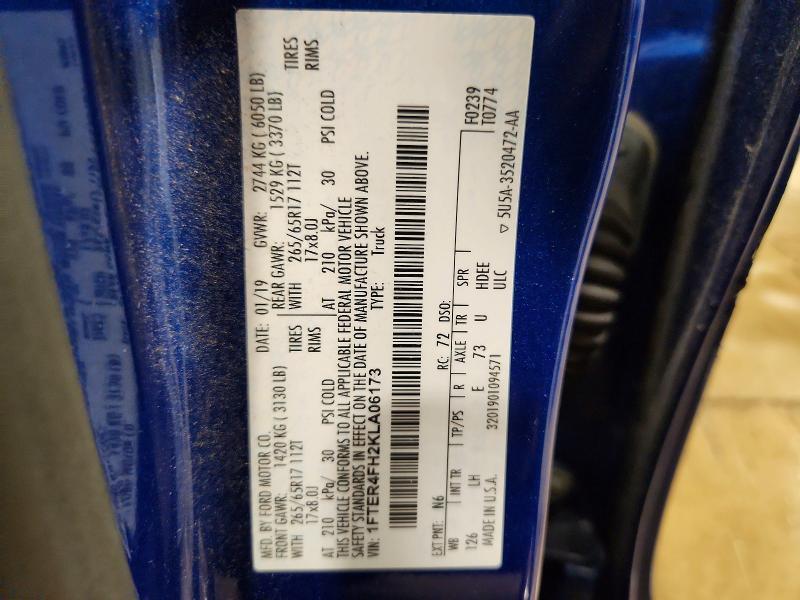 MFD. BY FORD MOTOR CO.
DATE: 01/19 GVWR: 2744 KG ( 6050 LB)
FRONT GAWR: 1420 KG ( 3130 LB) REAR GAWR: 1529 KG ( 3370 LB)
WITH 265/65R17 112T TIRES WITH 265/65R17 112T TIRES
17x8.0J RIMS 17x8.0J RIMS
AT 210 kPa/ 30 PSI COLD AT 210 kPa/ 30 PSI COLD
THIS VEHICLE CONFORMS TO ALL APPLICABLE FEDERAL MOTOR VEHICLE
SAFETY STANDARDS IN EFFECT ON THE DATE OF MANUFACTURE SHOWN ABOVE.
VIN: 1FTER4FH2KLA06173 TYPE: Truck
F0239
EXT PNT: N6 RC: 72 DSO: T0774
WB INT TR TP/PS R AXLE TR SPR
126 LH E 73 U HDEE
ULC
MADE IN U.S.A. 3201901094571 ▽ 5U5A-3520472-AA